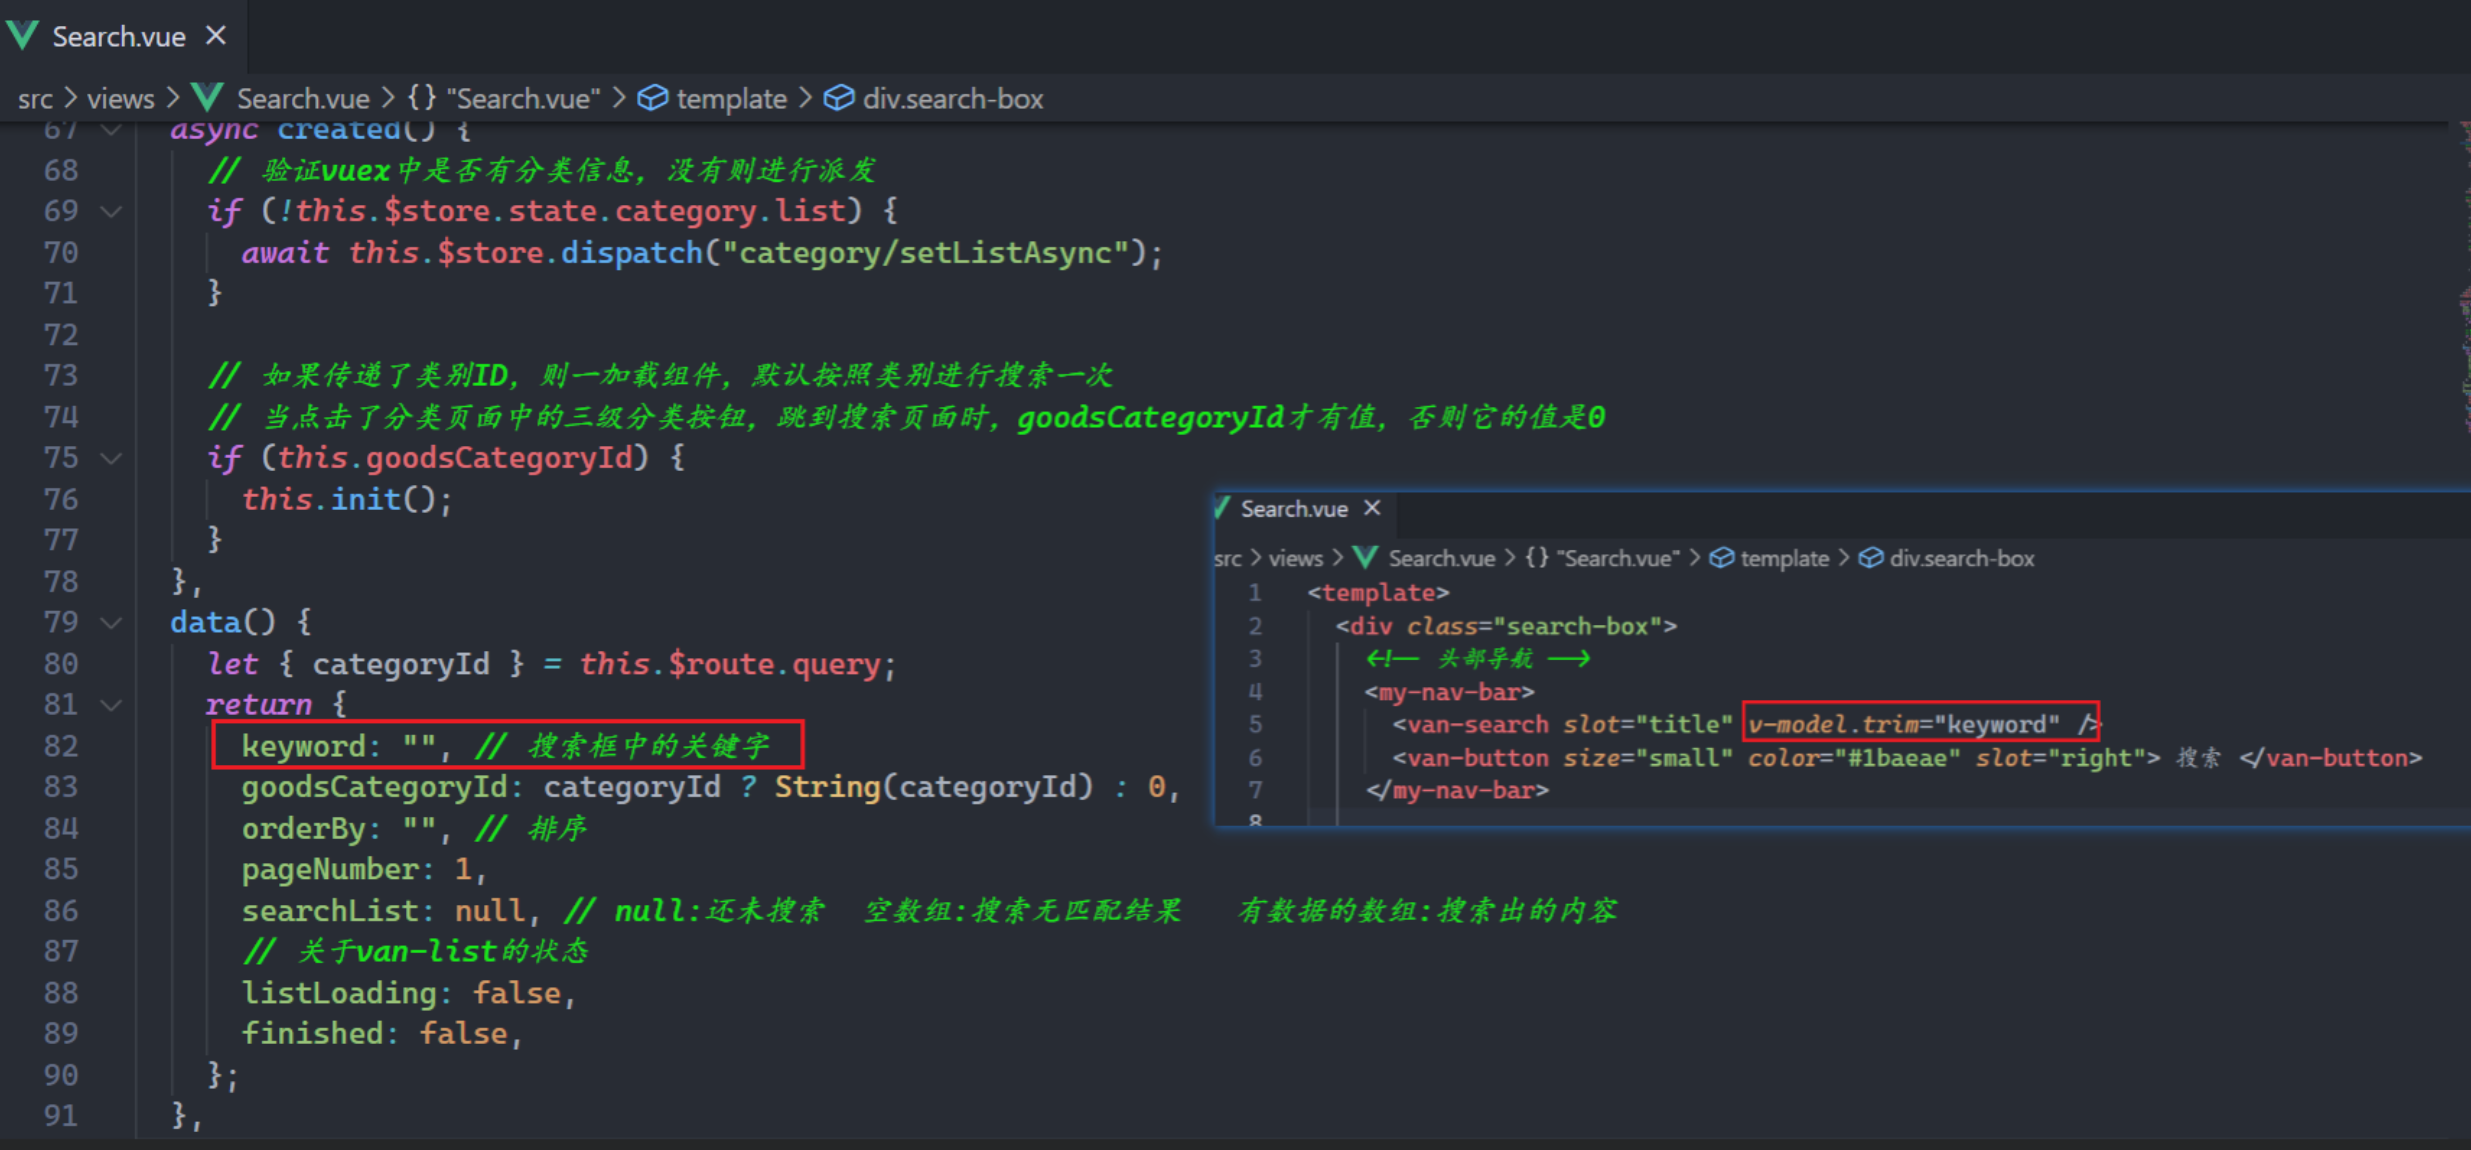 Search.vue ×
src > views > Search.vue > {} "Search.vue" > template > div.search-box
67 async created() {
68 // 验证vuex中是否有分类信息，没有则进行派发
69 if (!this.$store.state.category.list) {
70 await this.$store.dispatch("category/setListAsync");
71 }
72
73 // 如果传递了类别ID，则一加载组件，默认按照类别进行搜索一次
74 // 当点击了分类页面中的三级分类按钮，跳到搜索页面时，goodsCategoryId才有值，否则它的值是0
75 if (this.goodsCategoryId) {
76 this.init();
77 }
78 },
79 data() {
80 let { categoryId } = this.$route.query;
81 return {
82 keyword: "", // 搜索框中的关键字
83 goodsCategoryId: categoryId ? String(categoryId) : 0,
84 orderBy: "", // 排序
85 pageNumber: 1,
86 searchList: null, // null:还未搜索 空数组:搜索无匹配结果 有数据的数组:搜索出的内容
87 // 关于van-list的状态
88 listLoading: false,
89 finished: false,
90 };
91 },
Search.vue ×
src > views > Search.vue > {} "Search.vue" > template > div.search-box
1 <template>
2 <div class="search-box">
3 <!-- 头部导航 -->
4 <my-nav-bar>
5 <van-search slot="title" v-model.trim="keyword" />
6 <van-button size="small" color="#1baeae" slot="right"> 搜索 </van-button>
7 </my-nav-bar>
8